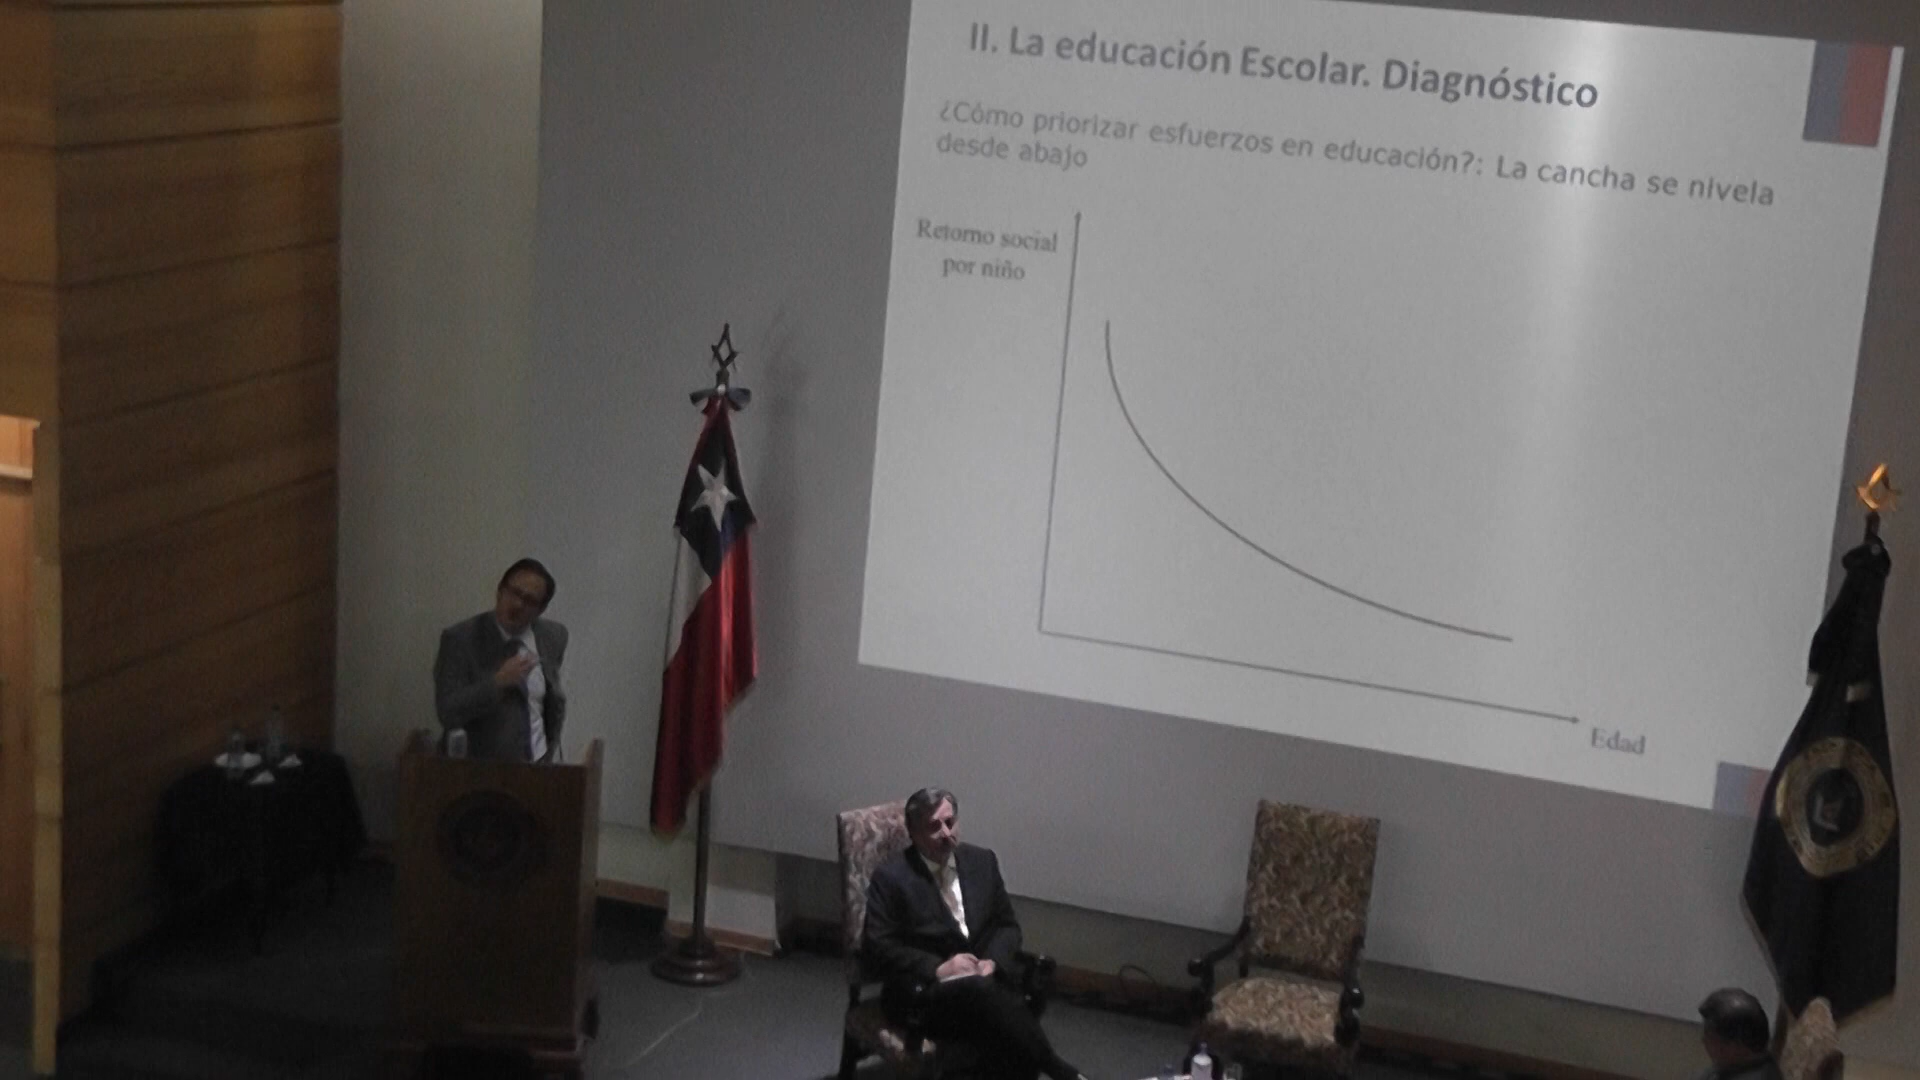 II. La educación Escolar. Diagnóstico
¿Cómo priorizar esfuerzos en educación?: La cancha se nivela
desde abajo
Retorno social
por niño
Edad